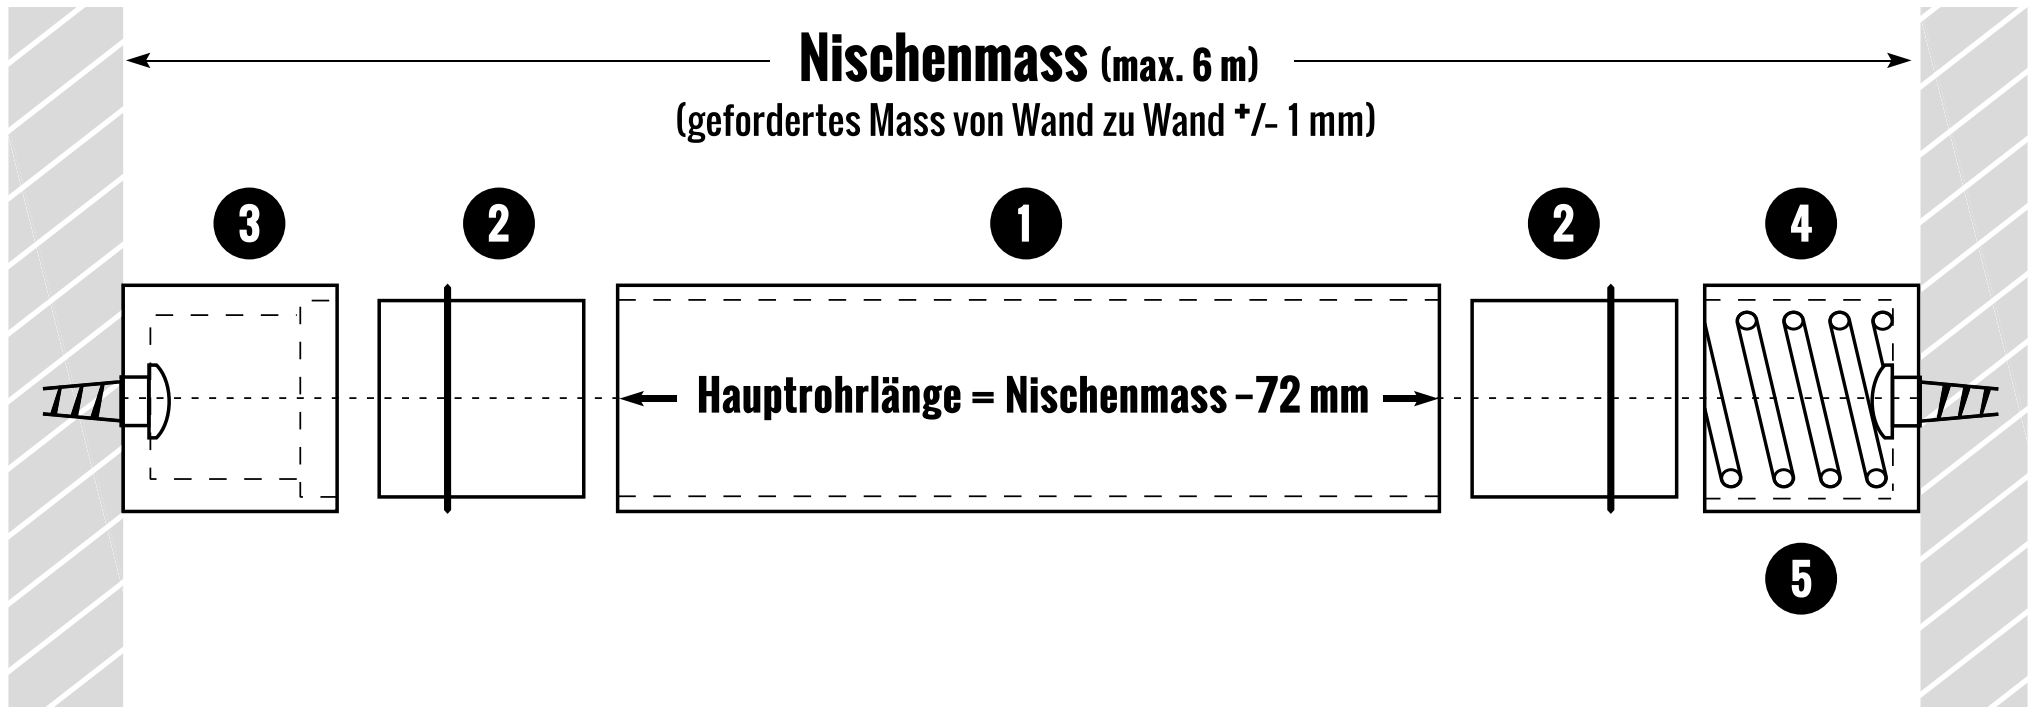 Nischenmass (max. 6 m)
(gefordertes Mass von Wand zu Wand +/– 1 mm)
3 2 1 2 4
Hauptrohrlänge = Nischenmass –72 mm
5